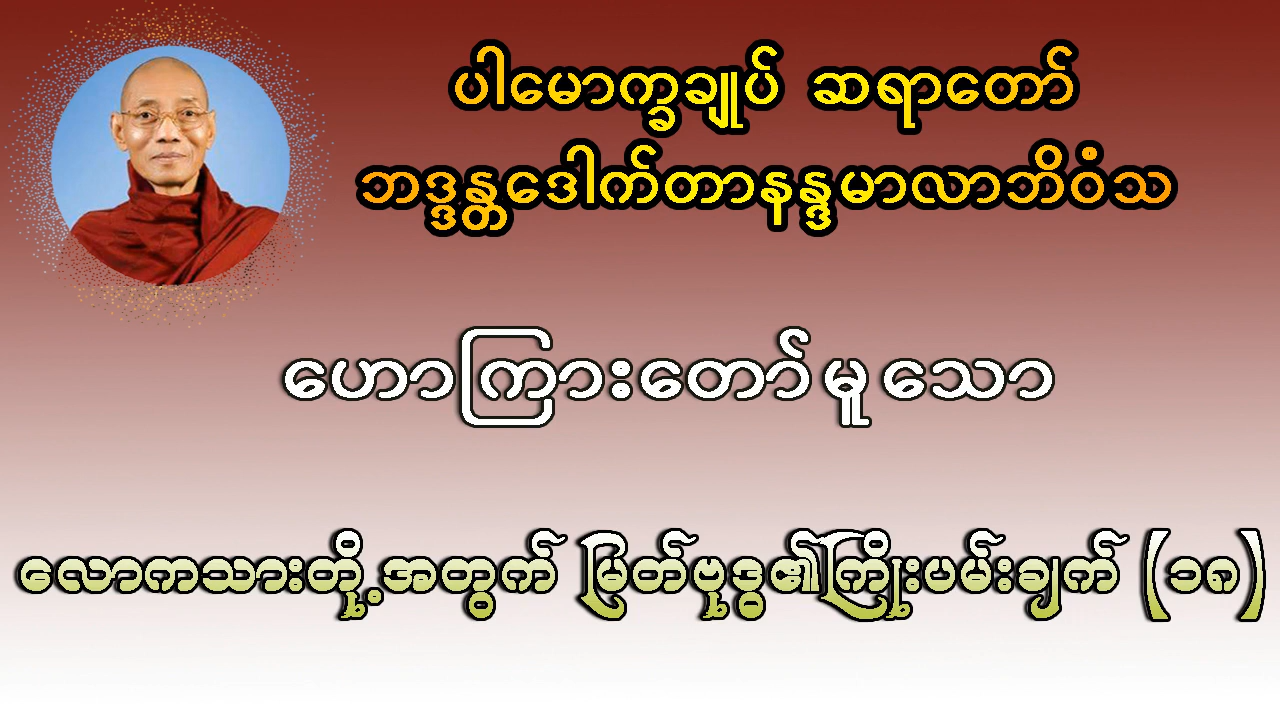 ပါမောက္ခချုပ် ဆရာတော်
ဘဒ္ဒန္တဒေါက်တာနန္ဒမာလာဘိဝံသ
ဟောကြားတော်မူသော
လောကသားတို့အတွက် မြတ်ဗုဒ္ဓ၏ကြိုးပမ်းချက် (၁၈)